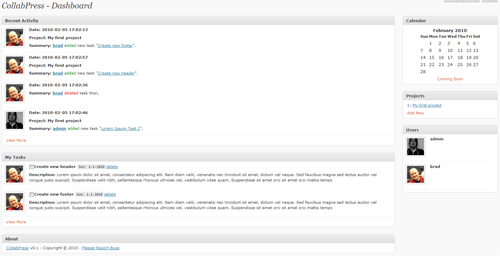 CollabPress - Dashboard
Recent Activity
Date: 2010-02-05 17:02:13
Project: My first project
Summary: brad added new task "Create new footer".
Date: 2010-02-05 17:02:57
Project: My first project
Summary: brad added new task "Create new header".
Date: 2010-02-05 17:02:26
Summary: brad deleted task this!.
Date: 2010-02-05 17:02:46
Project: My first project
Summary: admin added new task "Lorem Ipsum Test 2".
View More
My Tasks
Create new header Due: 1-1-2010 delete
Description: Lorem ipsum dolor sit amet, consectetur adipiscing elit. Nam diam velit, venenatis nec tincidunt sit amet, dictum vel neque. Sed faucibus magna sed lectus auctor vel
congue justo suscipit. Suspendisse velit nibh, pellentesque rhoncus ultricies vel, vestibulum vitae quam. Suspendisse sit amet orci sit amet orci mattis tempor.
Create new footer Due: 1-1-2010 delete
Description: Lorem ipsum dolor sit amet, consectetur adipiscing elit. Nam diam velit, venenatis nec tincidunt sit amet, dictum vel neque. Sed faucibus magna sed lectus auctor vel
congue justo suscipit. Suspendisse velit nibh, pellentesque rhoncus ultricies vel, vestibulum vitae quam. Suspendisse sit amet orci sit amet orci mattis tempor.
View More
About
CollabPress v0.1 - Copyright © 2010 - Please Report Bugs
Calendar
February 2010
Sun Mon Tue Wed Thu Fri Sat
1 2 3 4 5 6
7 8 9 10 11 12 13
14 15 16 17 18 19 20
21 22 23 24 25 26 27
28
Coming Soon!
Projects
1: My first project
Add New
Users
admin
brad